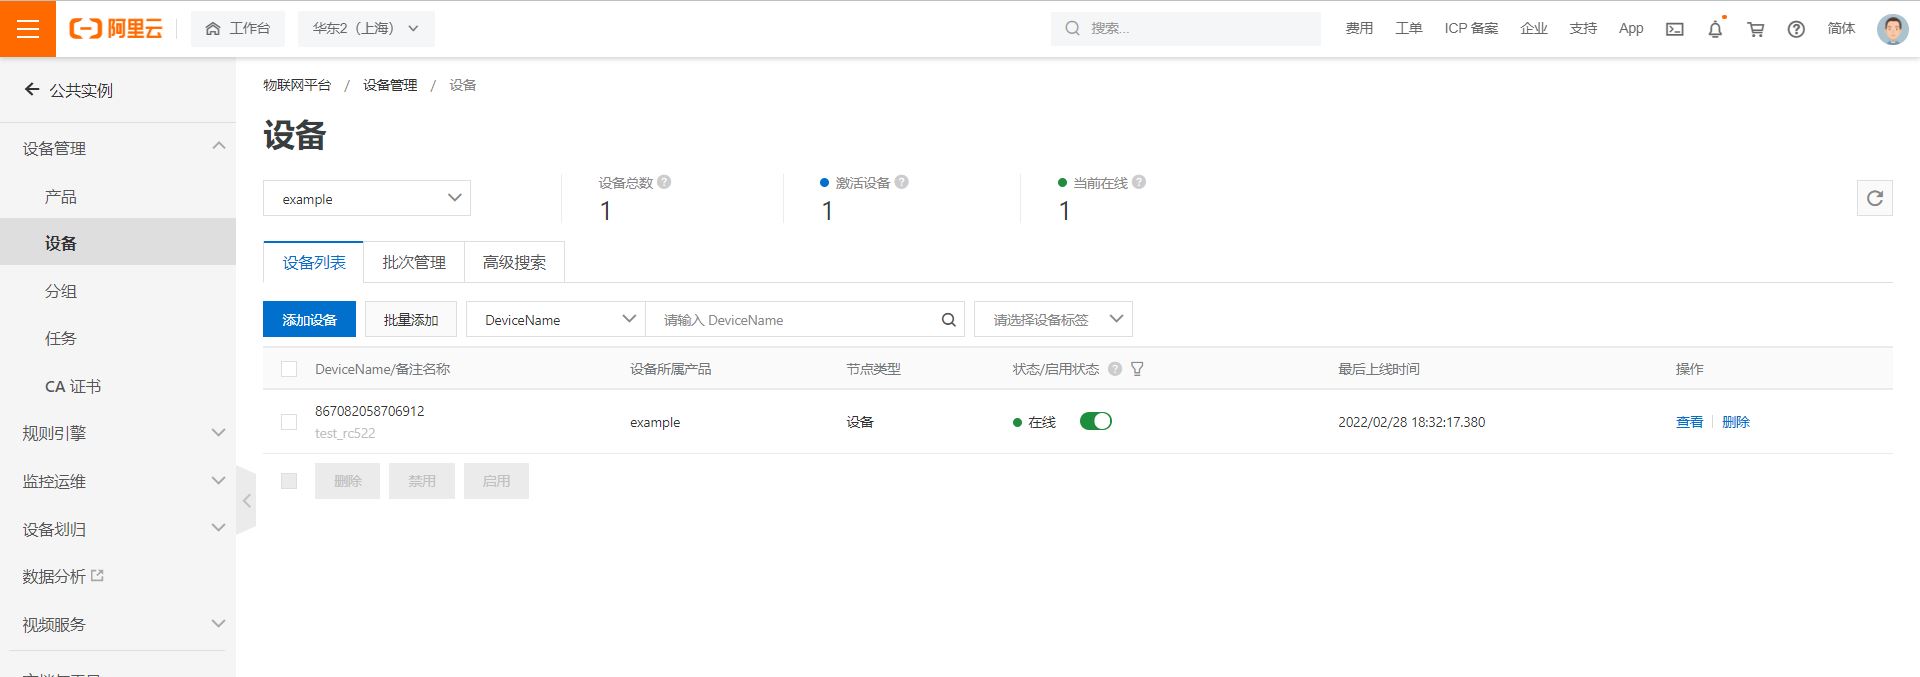 阿里云
工作台
华东2（上海）
搜索...
费用
工单
ICP 备案
企业
支持
App
简体
公共实例
设备管理
产品
设备
分组
任务
CA 证书
规则引擎
监控运维
设备划归
数据分析
视频服务
物联网平台 / 设备管理 / 设备
设备
example
设备总数
1
激活设备
1
当前在线
1
设备列表
批次管理
高级搜索
添加设备
批量添加
DeviceName
请输入 DeviceName
请选择设备标签
DeviceName/备注名称
设备所属产品
节点类型
状态/启用状态
最后上线时间
操作
867082058706912
test_rc522
example
设备
在线
2022/02/28 18:32:17.380
查看
删除
删除
禁用
启用